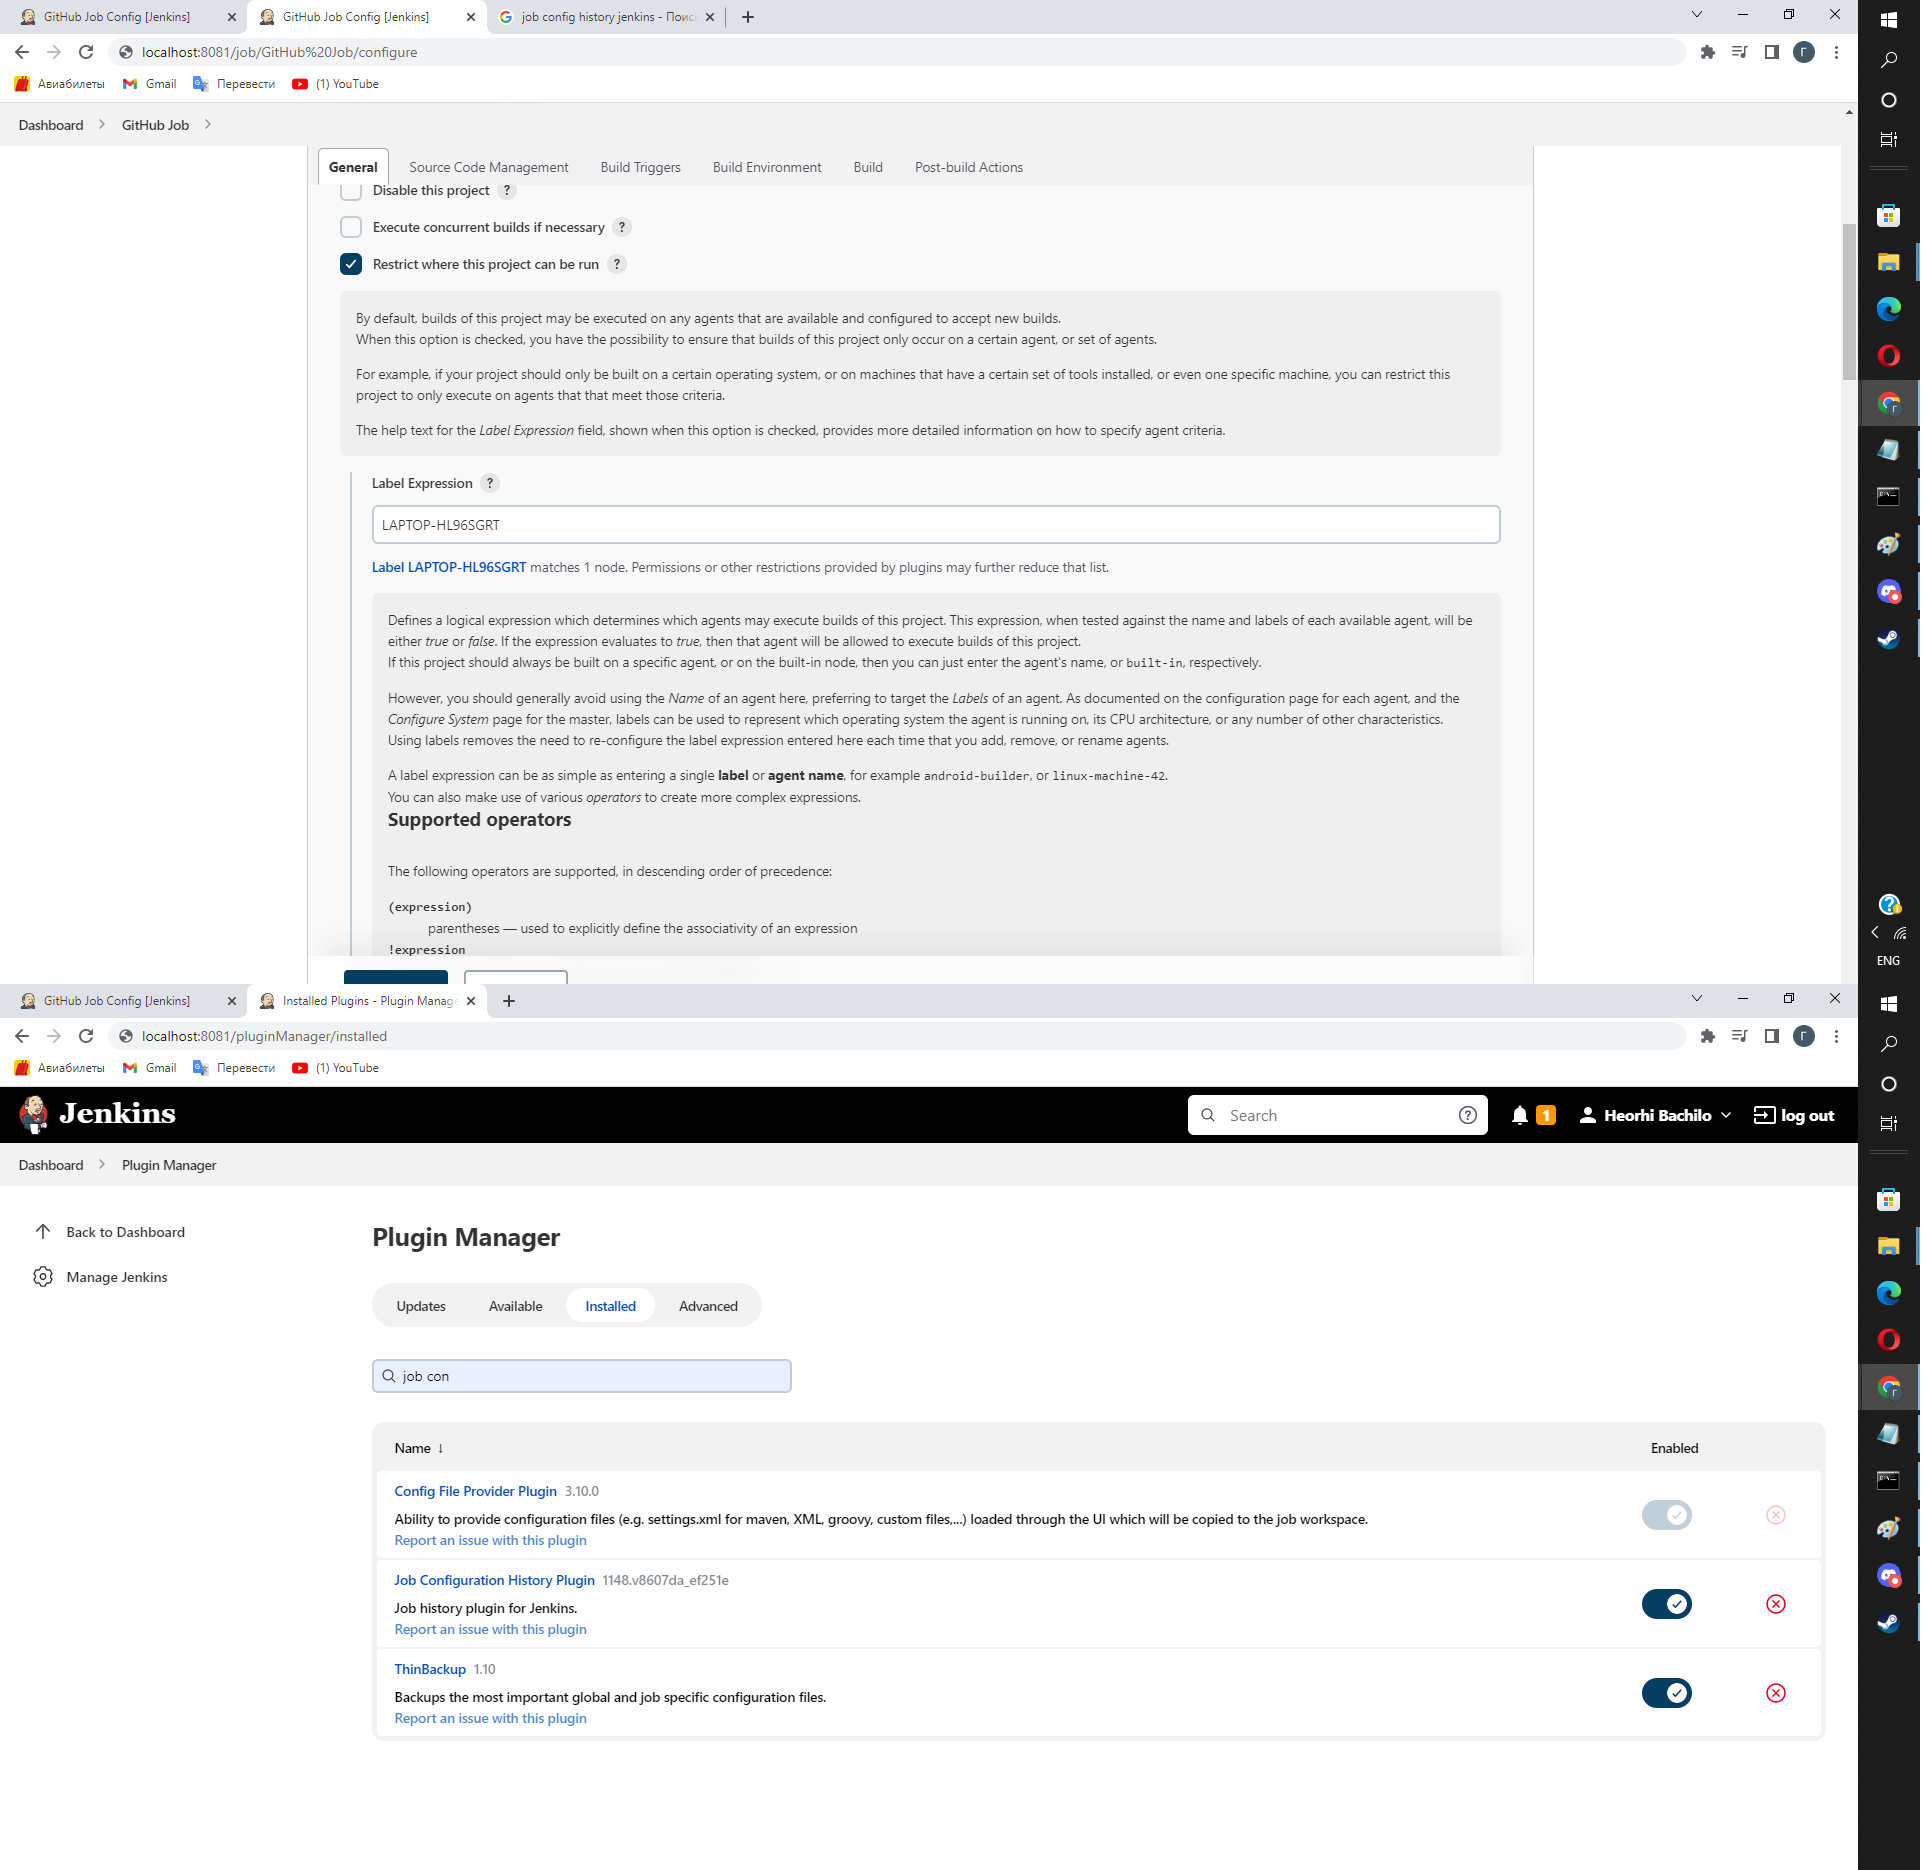 GitHub Job Config [Jenkins]
GitHub Job Config [Jenkins]
job config history jenkins - Поис
localhost:8081/job/GitHub%20Job/configure
Г
Авиабилеты
Gmail
Перевести
(1) YouTube
Dashboard
GitHub Job
General
Source Code Management
Build Triggers
Build Environment
Build
Post-build Actions
Disable this project ?
Execute concurrent builds if necessary ?
Restrict where this project can be run ?
By default, builds of this project may be executed on any agents that are available and configured to accept new builds.
When this option is checked, you have the possibility to ensure that builds of this project only occur on a certain agent, or set of agents.
For example, if your project should only be built on a certain operating system, or on machines that have a certain set of tools installed, or even one specific machine, you can restrict this
project to only execute on agents that that meet those criteria.
The help text for the Label Expression field, shown when this option is checked, provides more detailed information on how to specify agent criteria.
Label Expression ?
LAPTOP-HL96SGRT
Label LAPTOP-HL96SGRT matches 1 node. Permissions or other restrictions provided by plugins may further reduce that list.
Defines a logical expression which determines which agents may execute builds of this project. This expression, when tested against the name and labels of each available agent, will be
either true or false. If the expression evaluates to true, then that agent will be allowed to execute builds of this project.
If this project should always be built on a specific agent, or on the built-in node, then you can just enter the agent's name, or built-in, respectively.
However, you should generally avoid using the Name of an agent here, preferring to target the Labels of an agent. As documented on the configuration page for each agent, and the
Configure System page for the master, labels can be used to represent which operating system the agent is running on, its CPU architecture, or any number of other characteristics.
Using labels removes the need to re-configure the label expression entered here each time that you add, remove, or rename agents.
A label expression can be as simple as entering a single label or agent name, for example android-builder, or linux-machine-42.
You can also make use of various operators to create more complex expressions.
Supported operators
The following operators are supported, in descending order of precedence:
(expression)
parentheses — used to explicitly define the associativity of an expression
!expression
ENG
GitHub Job Config [Jenkins]
Installed Plugins - Plugin Manage
localhost:8081/pluginManager/installed
Г
Авиабилеты
Gmail
Перевести
(1) YouTube
Jenkins
Search
?
1
Heorhi Bachilo
log out
Dashboard
Plugin Manager
Back to Dashboard
Manage Jenkins
Plugin Manager
Updates
Available
Installed
Advanced
job con
Name ↓
Enabled
Config File Provider Plugin 3.10.0
Ability to provide configuration files (e.g. settings.xml for maven, XML, groovy, custom files,...) loaded through the UI which will be copied to the job workspace.
Report an issue with this plugin
Job Configuration History Plugin 1148.v8607da_ef251e
Job history plugin for Jenkins.
Report an issue with this plugin
ThinBackup 1.10
Backups the most important global and job specific configuration files.
Report an issue with this plugin